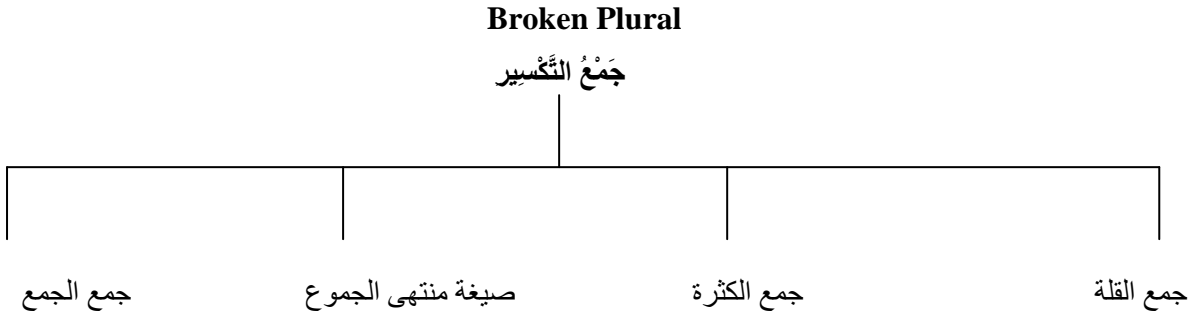 Broken Plural
جَمْعُ التَّكْسِيرِ
جمع القلة جمع الكثرة صيغة منتهى الجموع جمع الجمع